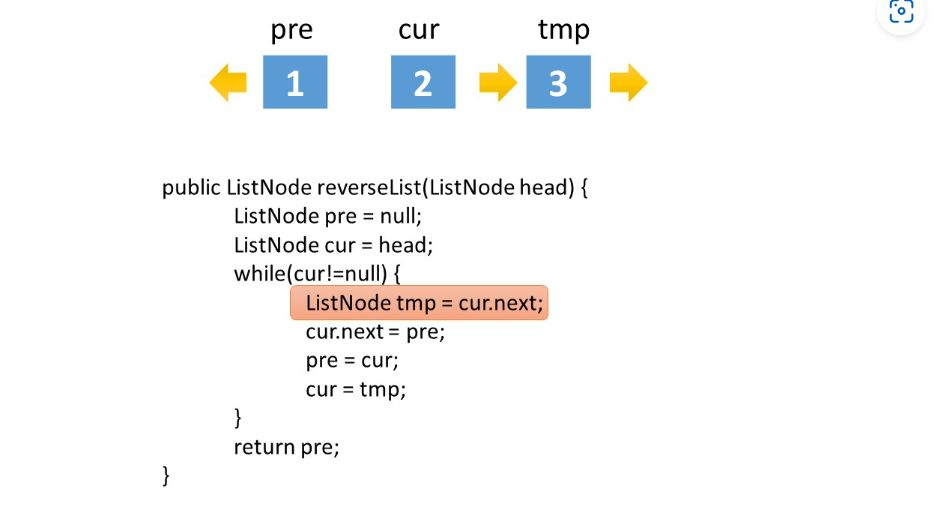 pre cur tmp
1 2 3
public ListNode reverseList(ListNode head) {
ListNode pre = null;
ListNode cur = head;
while(cur!=null) {
ListNode tmp = cur.next;
cur.next = pre;
pre = cur;
cur = tmp;
}
return pre;
}